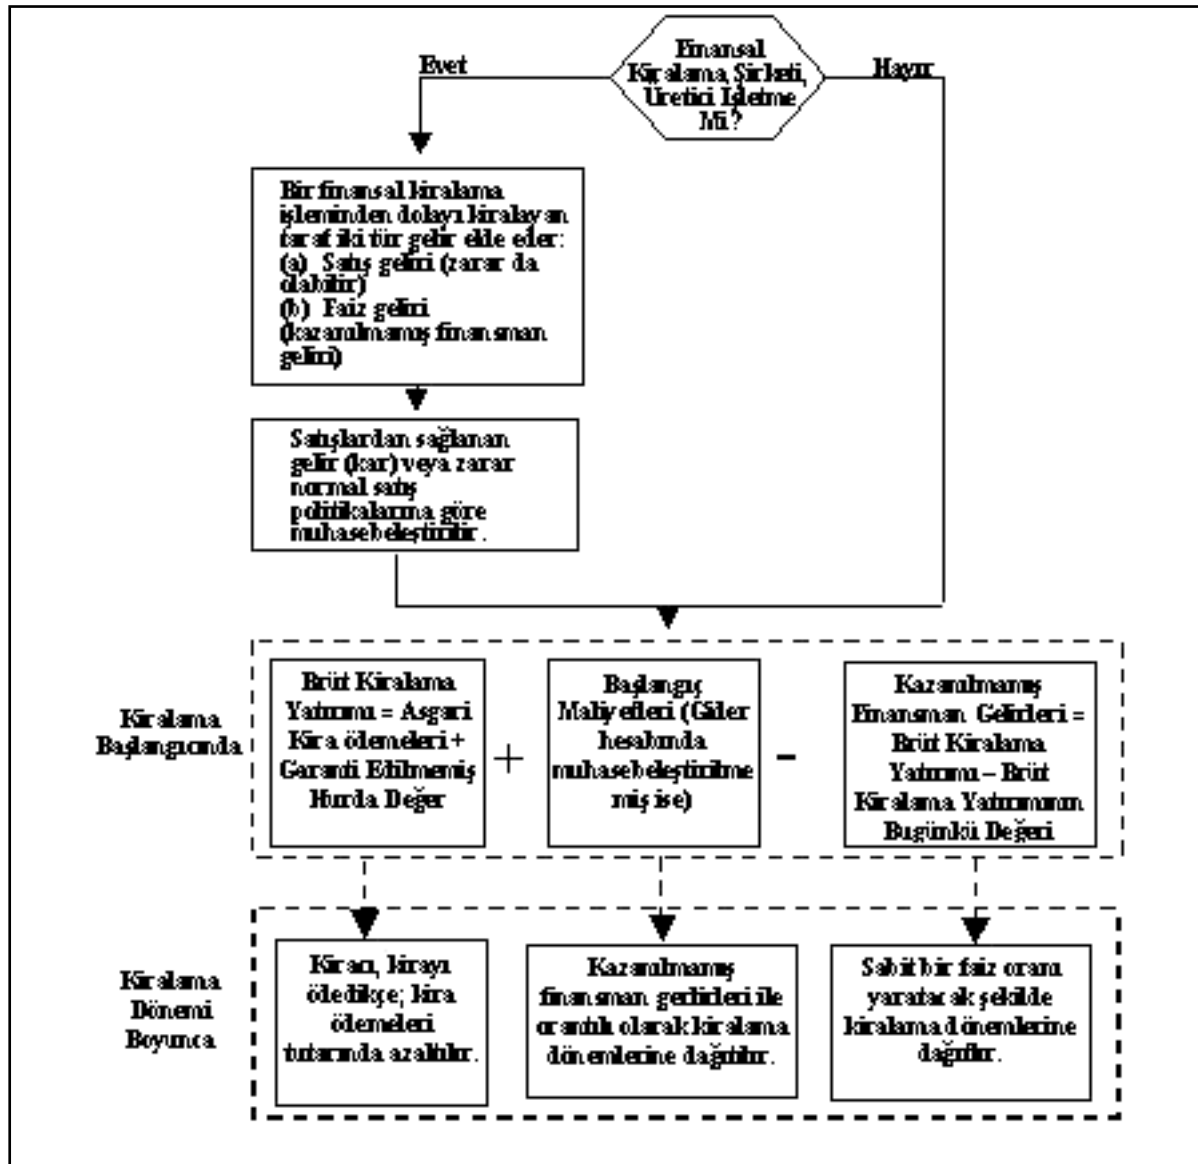 Finansal
Kiralama, Şirketi,
Üretici İşletme
Mi?
Evet
Hayır
Bir finansal kiralama
işleminden dolayı kiralayan
taraf iki tür gelir elde eder:
(a) Satış geliri (zarar da
olabilir)
(b) Faiz geliri
(kazanılmamış finansman
geliri)
Satışlardan sağlanan
gelir (kar) veya zarar
normal satış
politikalarına göre
muhasebeleştirilir.
Kiralama
Başlangıcında
Brüt Kiralama
Yatırımı = Asgari
Kira ödemeleri +
Garanti Edilmemiş
Hurda Değer
+
Başlangıç
Maliyetleri (Gider
hesabında
muhasebeleştirilme
miş ise)
-
Kazanılmamış
Finansman Gelirleri =
Brüt Kiralama
Yatırımı – Brüt
Kiralama Yatırımının
Bugünkü Değeri
Kiralama
Dönemi
Boyunca
Kiracı, kirayı
ödedikçe; kira
ödemeleri
tutarında azaltılır.
Kazanılmamış
finansman gerlirleri ile
orantılı olarak kiralama
dönemlerine dağıtılır.
Sabit bir faiz oranı
yaratacak şekilde
kiralama dönemlerine
dağıtılır.